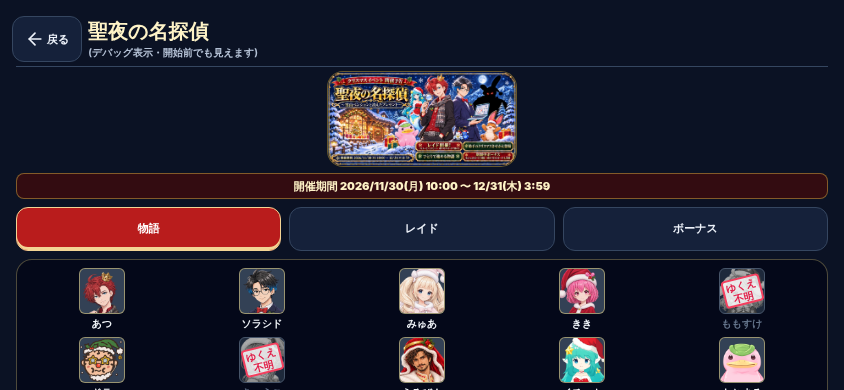 戻る
聖夜の名探偵
(デバッグ表示・開始前でも見えます)
聖夜の名探偵
開催期間 2026/11/30(月) 10:00 〜 12/31(木) 3:59
物語
レイド
ボーナス
ゆくえ
不明
あつ
ソラシド
みゅあ
きき
ももすけ
ゆくえ
不明